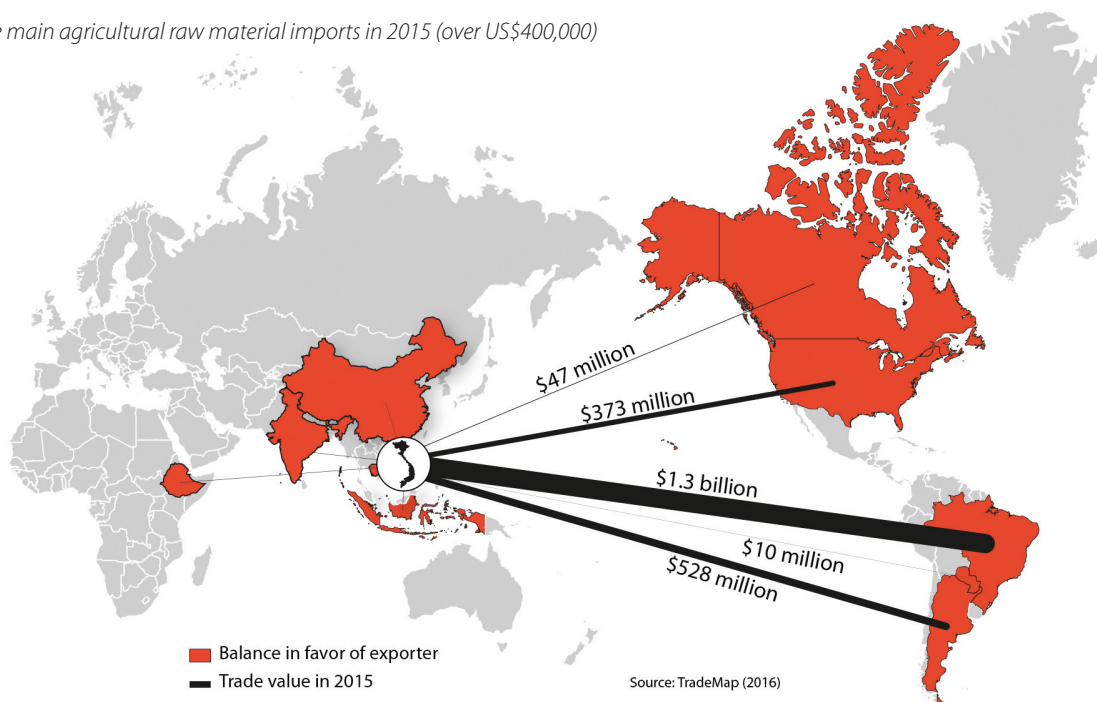 main agricultural raw material imports in 2015 (over US$400,000)
$47 million
$373 million
$1.3 billion
$10 million
$528 million
Balance in favor of exporter
Trade value in 2015
Source: TradeMap (2016)